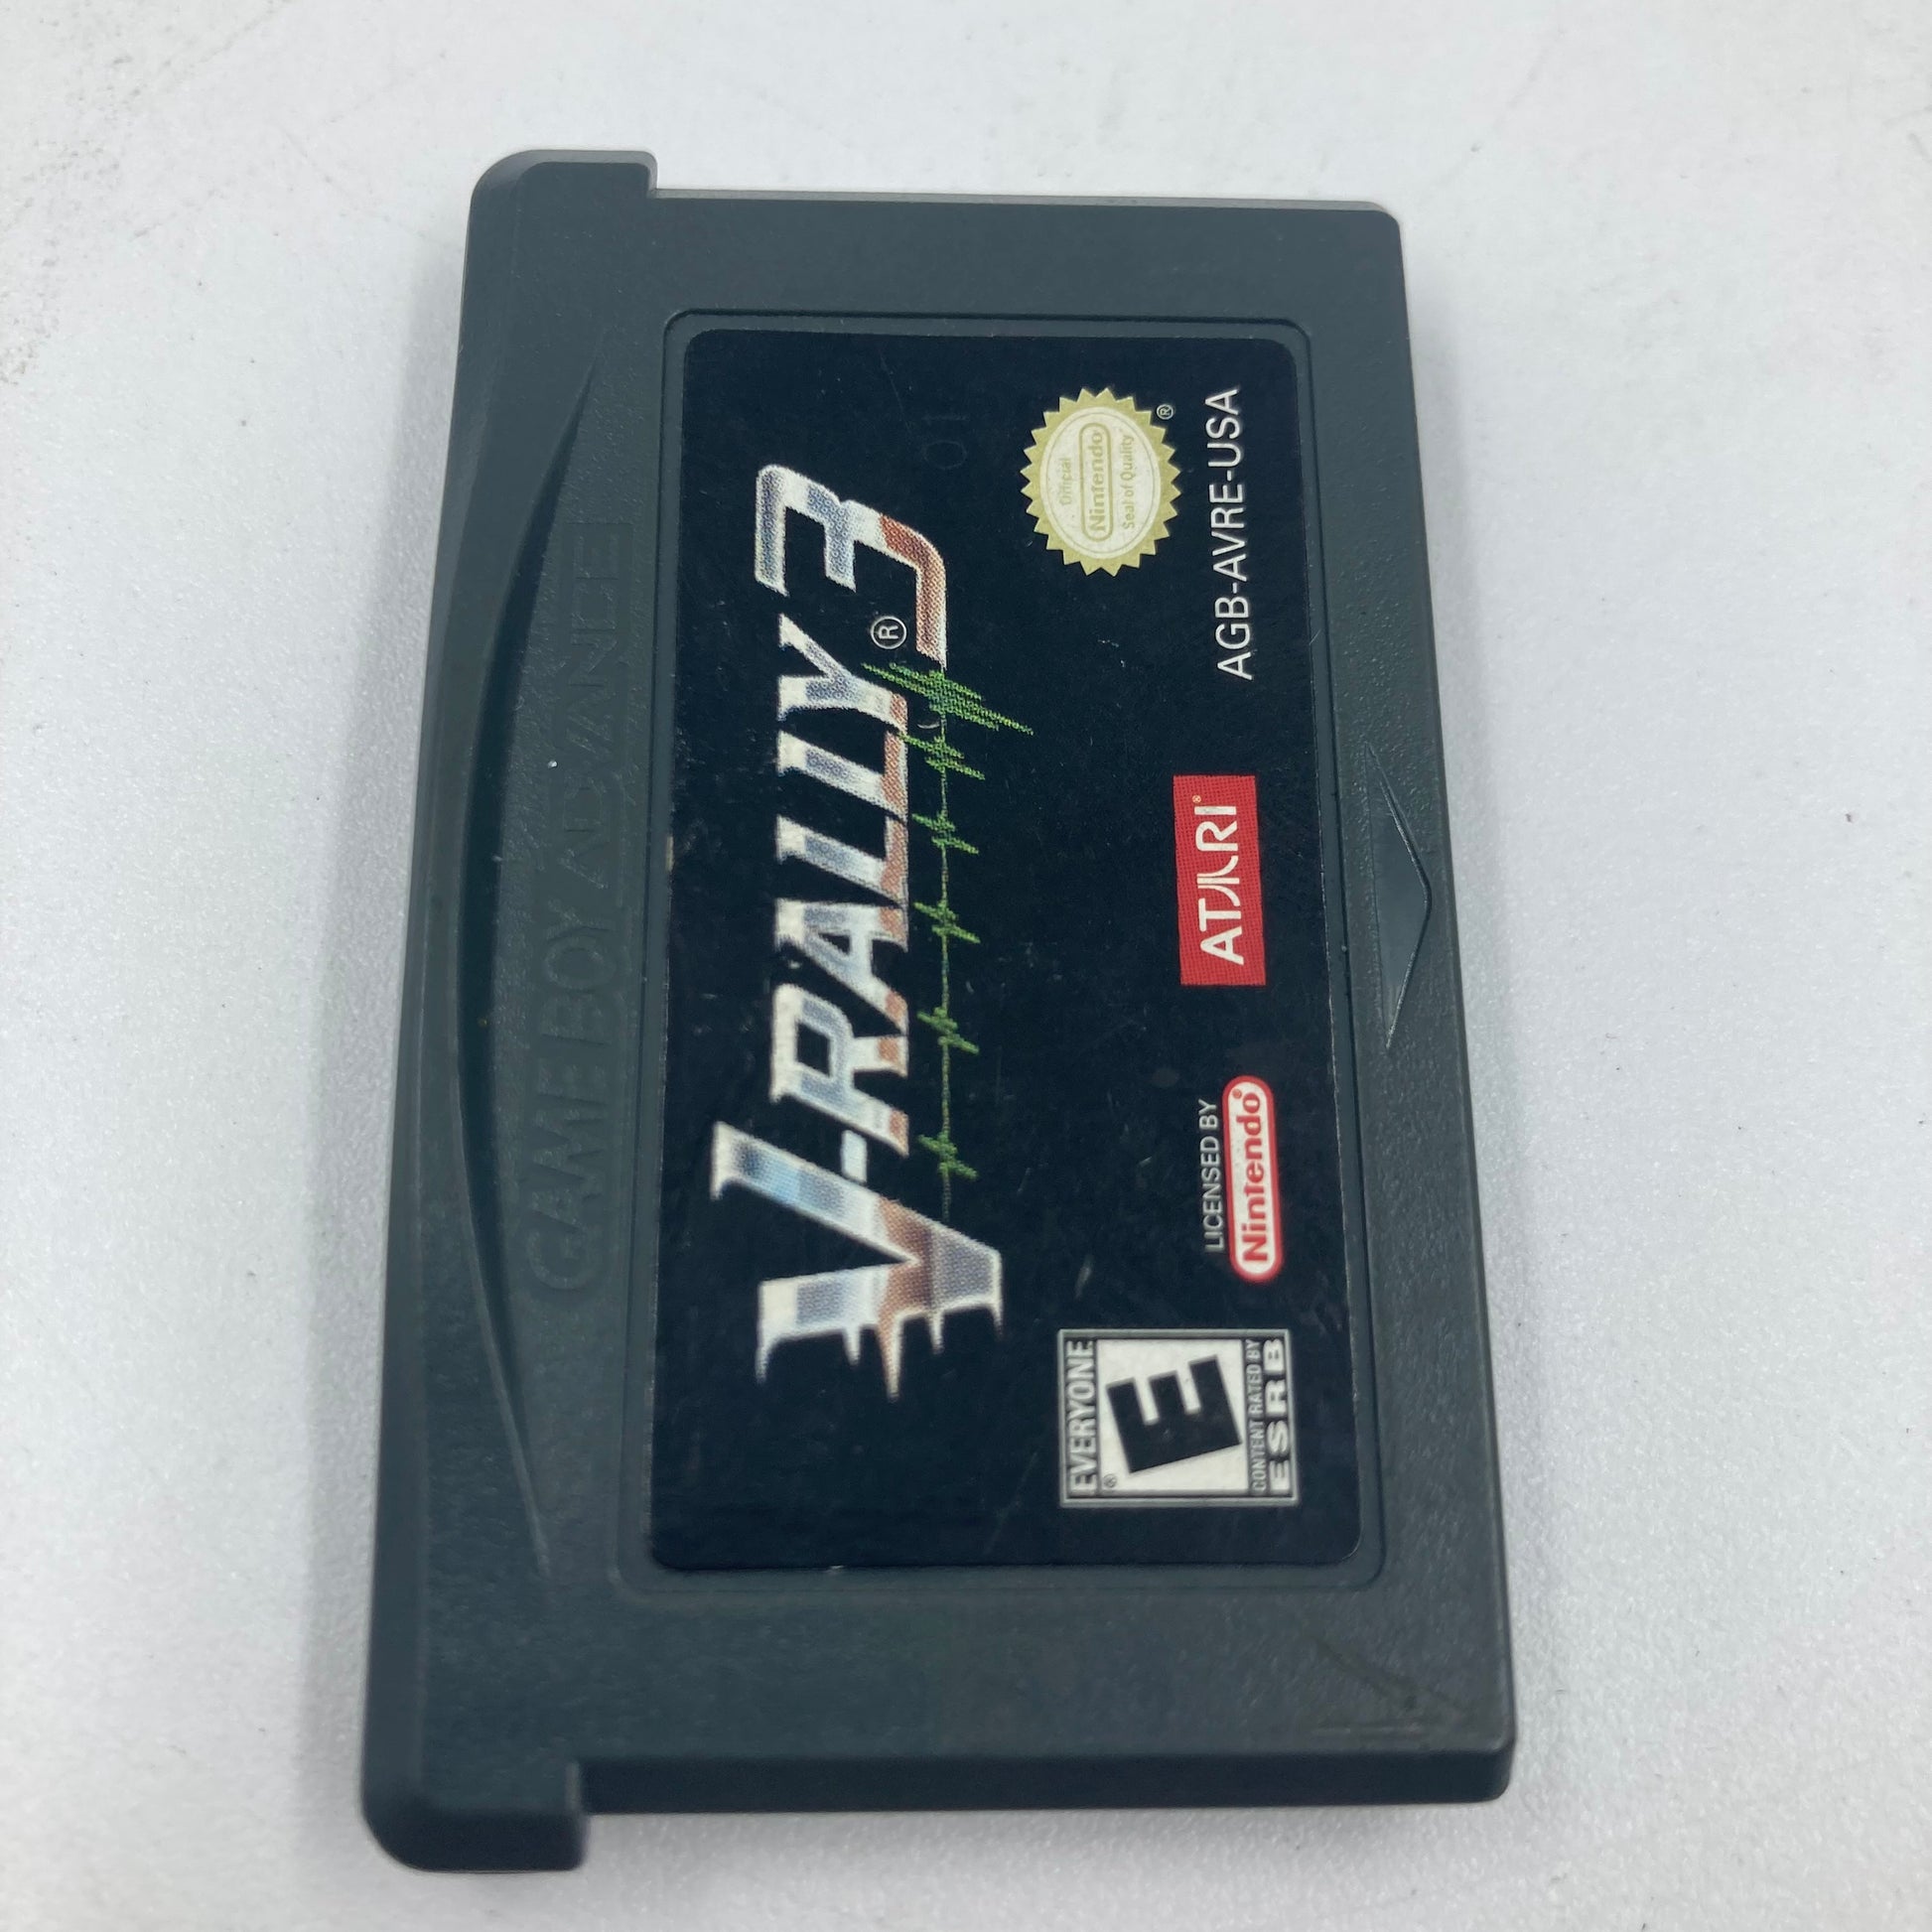 GAME BOY ADVANCE
V-RALLY 3
®
01
EVERYONE
E
®
CONTENT RATED BY
ESRB
LICENSED BY
Nintendo®
ATARI®
Official
Nintendo
Seal of Quality
®
AGB-AVRE-USA